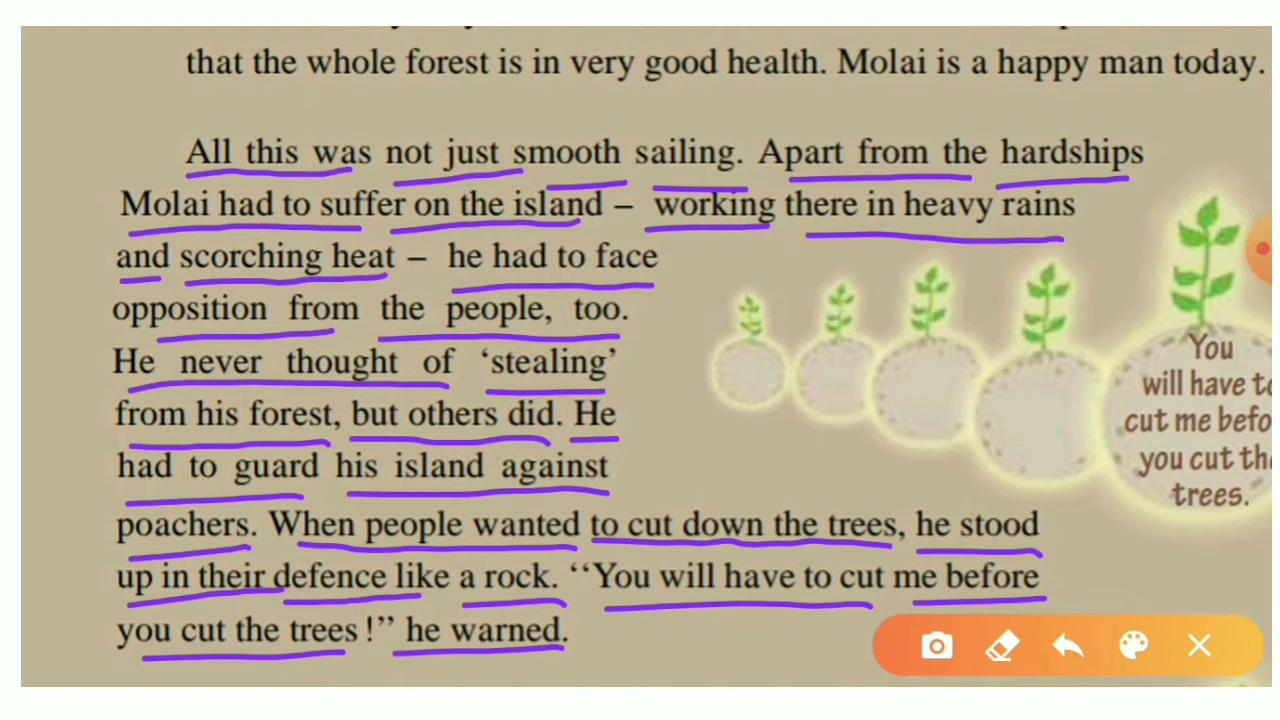 that the whole forest is in very good health. Molai is a happy man today.
All this was not just smooth sailing. Apart from the hardships
Molai had to suffer on the island – working there in heavy rains
and scorching heat – he had to face
opposition from the people, too.
He never thought of ‘stealing’
from his forest, but others did. He
had to guard his island against
poachers. When people wanted to cut down the trees, he stood
up in their defence like a rock. ‘‘You will have to cut me before
you cut the trees!’’ he warned.
You
will have
cut me
you cut
trees.